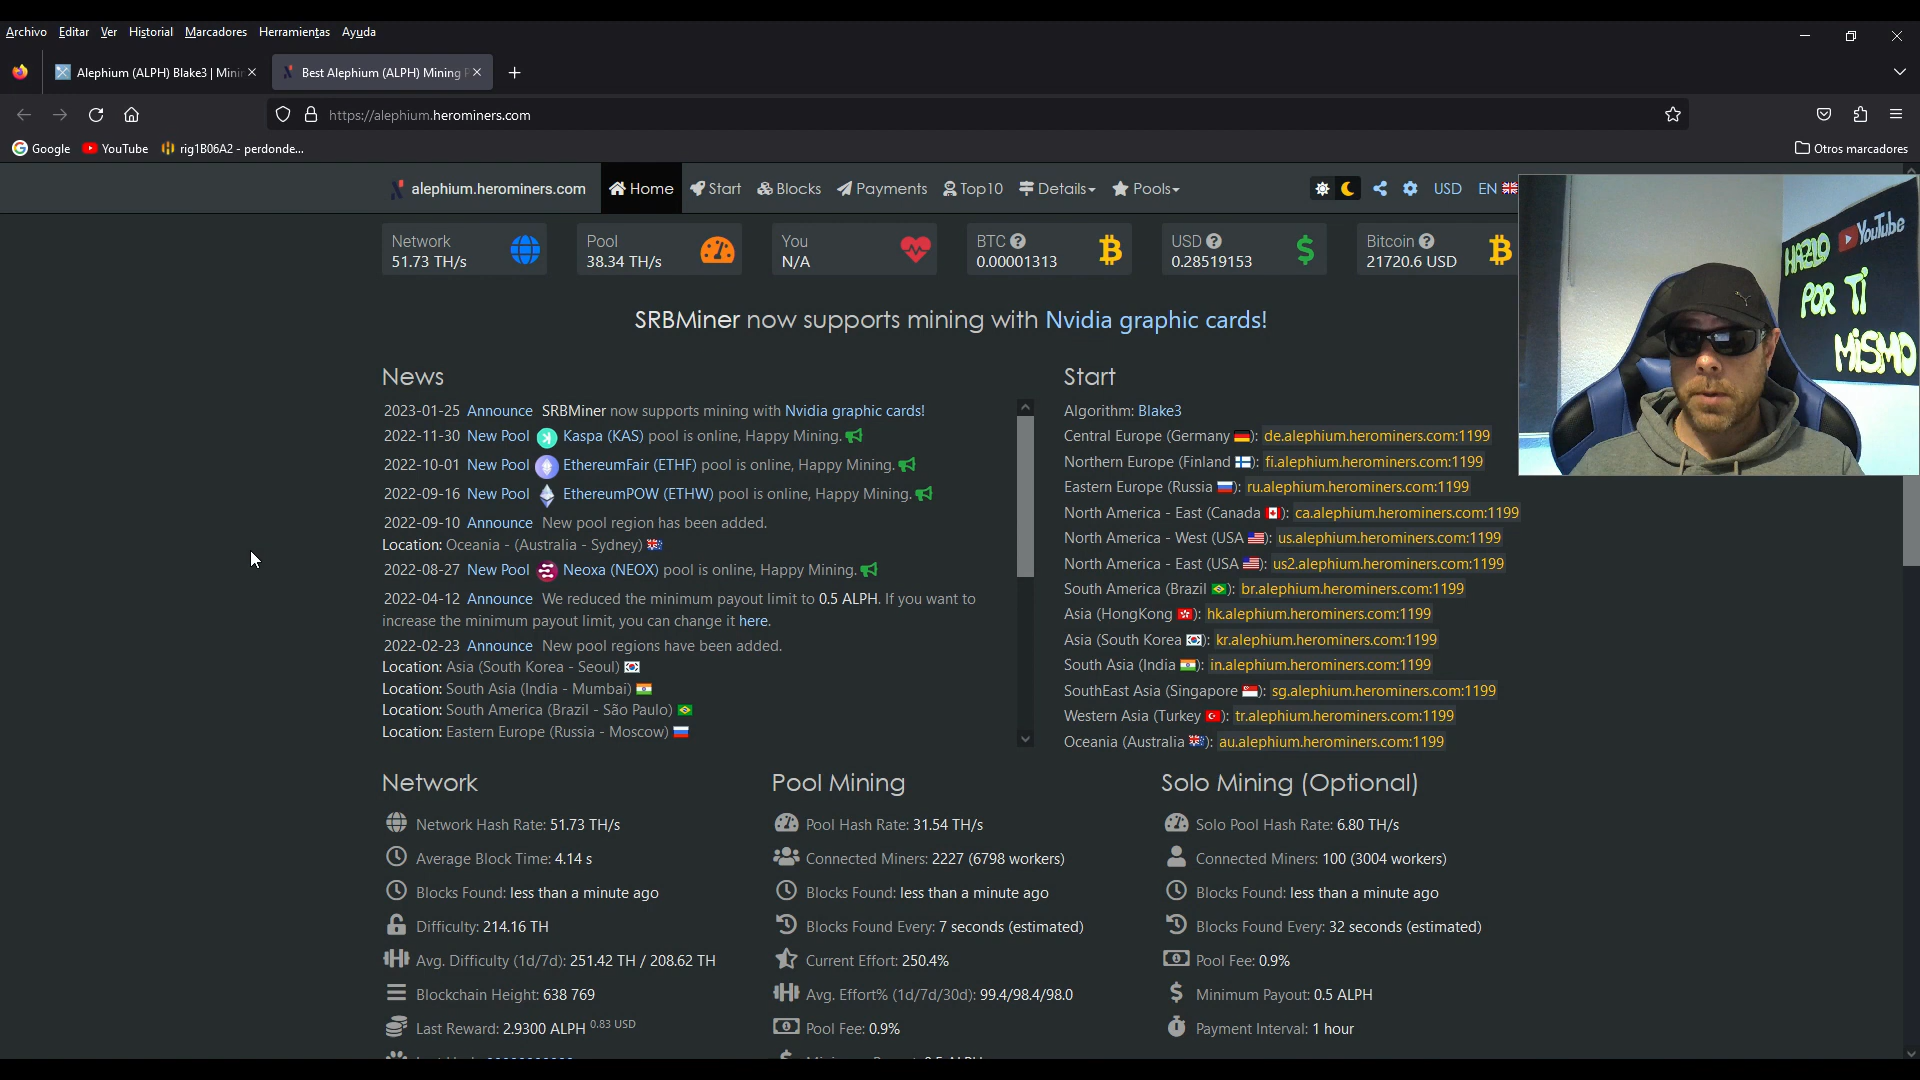 Archivo Editar Ver Historial Marcadores Herramientas Ayuda
Alephium (ALPH) Blake3 | Mini
Best Alephium (ALPH) Mining
https://alephium.herominers.com
Google YouTube rig1B06A2 - perdonde... Otros marcadores
alephium.herominers.com Home Start Blocks Payments Top10 Details Pools USD EN
Network Pool You BTC USD Bitcoin
51.73 TH/s 38.34 TH/s N/A 0.00001313 0.28519153 21720.6 USD
HAZLO YouTube
POR TI
MISMO
SRBMiner now supports mining with Nvidia graphic cards!
News
2023-01-25 Announce SRBMiner now supports mining with Nvidia graphic cards!
2022-11-30 New Pool Kaspa (KAS) pool is online, Happy Mining.
2022-10-01 New Pool EthereumFair (ETHF) pool is online, Happy Mining.
2022-09-16 New Pool EthereumPOW (ETHW) pool is online, Happy Mining.
2022-09-10 Announce New pool region has been added.
Location: Oceania - (Australia - Sydney)
2022-08-27 New Pool Neoxa (NEOX) pool is online, Happy Mining.
2022-04-12 Announce We reduced the minimum payout limit to 0.5 ALPH. If you want to
increase the minimum payout limit, you can change it here.
2022-02-23 Announce New pool regions have been added.
Location: Asia (South Korea - Seoul)
Location: South Asia (India - Mumbai)
Location: South America (Brazil - São Paulo)
Location: Eastern Europe (Russia - Moscow)
Start
Algorithm: Blake3
Central Europe (Germany): de.alephium.herominers.com:1199
Northern Europe (Finland): fi.alephium.herominers.com:1199
Eastern Europe (Russia): ru.alephium.herominers.com:1199
North America - East (Canada): ca.alephium.herominers.com:1199
North America - West (USA): us.alephium.herominers.com:1199
North America - East (USA): us2.alephium.herominers.com:1199
South America (Brazil): br.alephium.herominers.com:1199
Asia (HongKong): hk.alephium.herominers.com:1199
Asia (South Korea): kr.alephium.herominers.com:1199
South Asia (India): in.alephium.herominers.com:1199
SouthEast Asia (Singapore): sg.alephium.herominers.com:1199
Western Asia (Turkey): tr.alephium.herominers.com:1199
Oceania (Australia): au.alephium.herominers.com:1199
Network
Network Hash Rate: 51.73 TH/s
Average Block Time: 4.14 s
Blocks Found: less than a minute ago
Difficulty: 214.16 TH
Avg. Difficulty (1d/7d): 251.42 TH / 208.62 TH
Blockchain Height: 638 769
Last Reward: 2.9300 ALPH 0.83 USD
Pool Mining
Pool Hash Rate: 31.54 TH/s
Connected Miners: 2227 (6798 workers)
Blocks Found: less than a minute ago
Blocks Found Every: 7 seconds (estimated)
Current Effort: 250.4%
Avg. Effort% (1d/7d/30d): 99.4/98.4/98.0
Pool Fee: 0.9%
Solo Mining (Optional)
Solo Pool Hash Rate: 6.80 TH/s
Connected Miners: 100 (3004 workers)
Blocks Found: less than a minute ago
Blocks Found Every: 32 seconds (estimated)
Pool Fee: 0.9%
Minimum Payout: 0.5 ALPH
Payment Interval: 1 hour